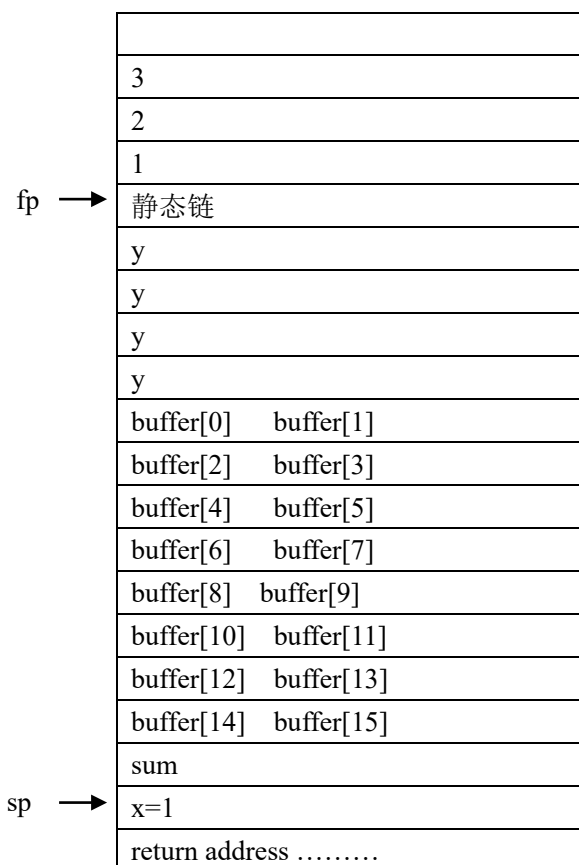 3
2
1
fp 静态链
y
y
y
y
buffer[0] buffer[1]
buffer[2] buffer[3]
buffer[4] buffer[5]
buffer[6] buffer[7]
buffer[8] buffer[9]
buffer[10] buffer[11]
buffer[12] buffer[13]
buffer[14] buffer[15]
sum
sp x=1
return address ………